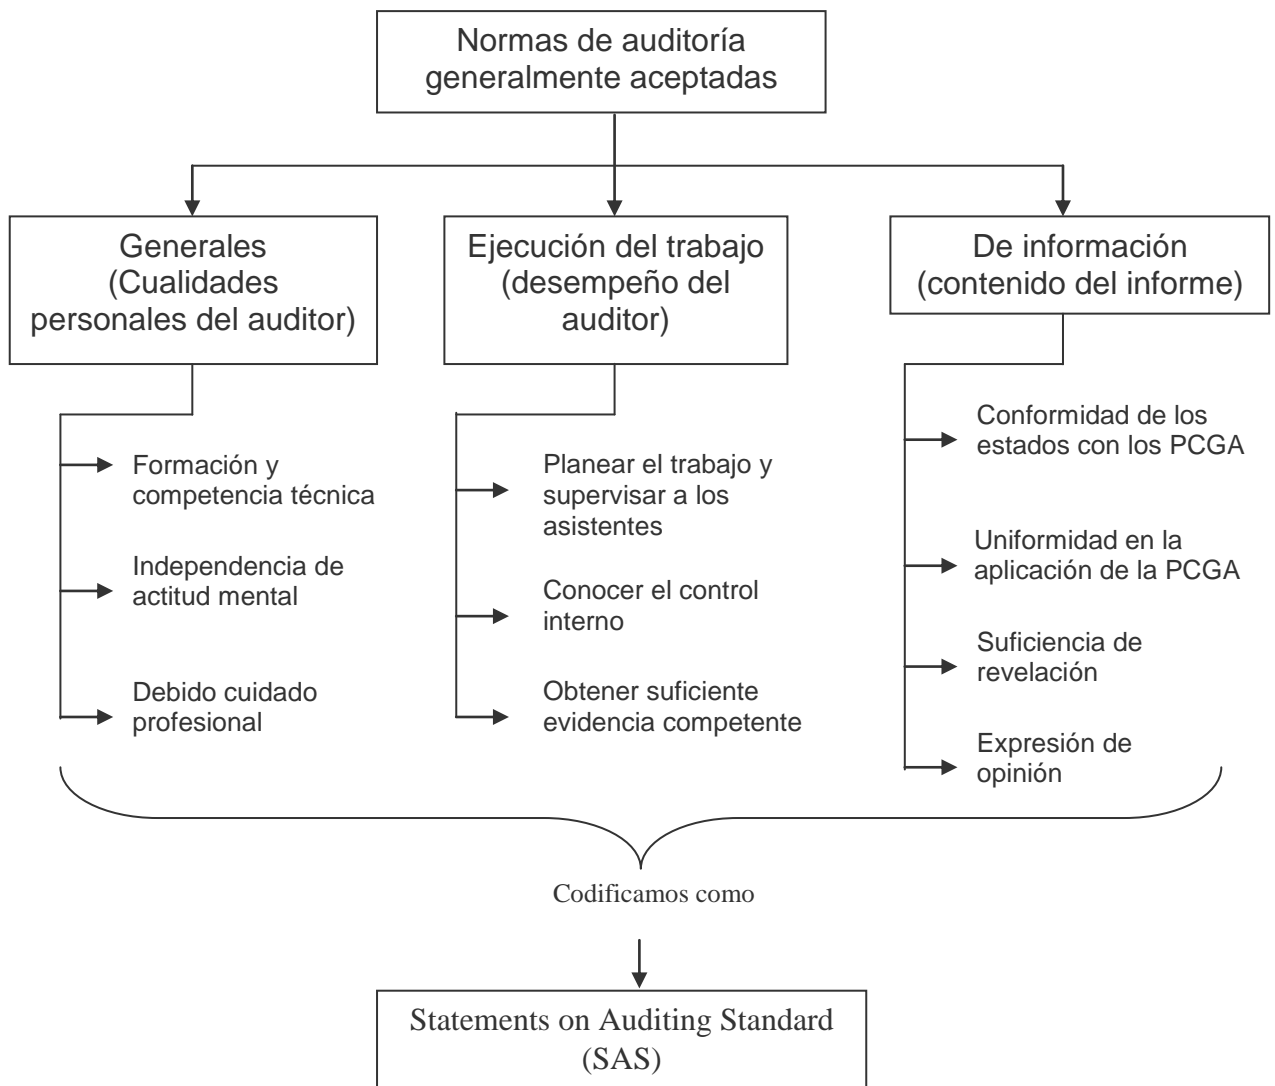 Normas de auditoría
generalmente aceptadas
Generales
(Cualidades
personales del auditor)
Ejecución del trabajo
(desempeño del
auditor)
De información
(contenido del informe)
Formación y
competencia técnica
Independencia de
actitud mental
Debido cuidado
profesional
Planear el trabajo y
supervisar a los
asistentes
Conocer el control
interno
Obtener suficiente
evidencia competente
Conformidad de los
estados con los PCGA
Uniformidad en la
aplicación de la PCGA
Suficiencia de
revelación
Expresión de
opinión
Codificamos como
Statements on Auditing Standard
(SAS)